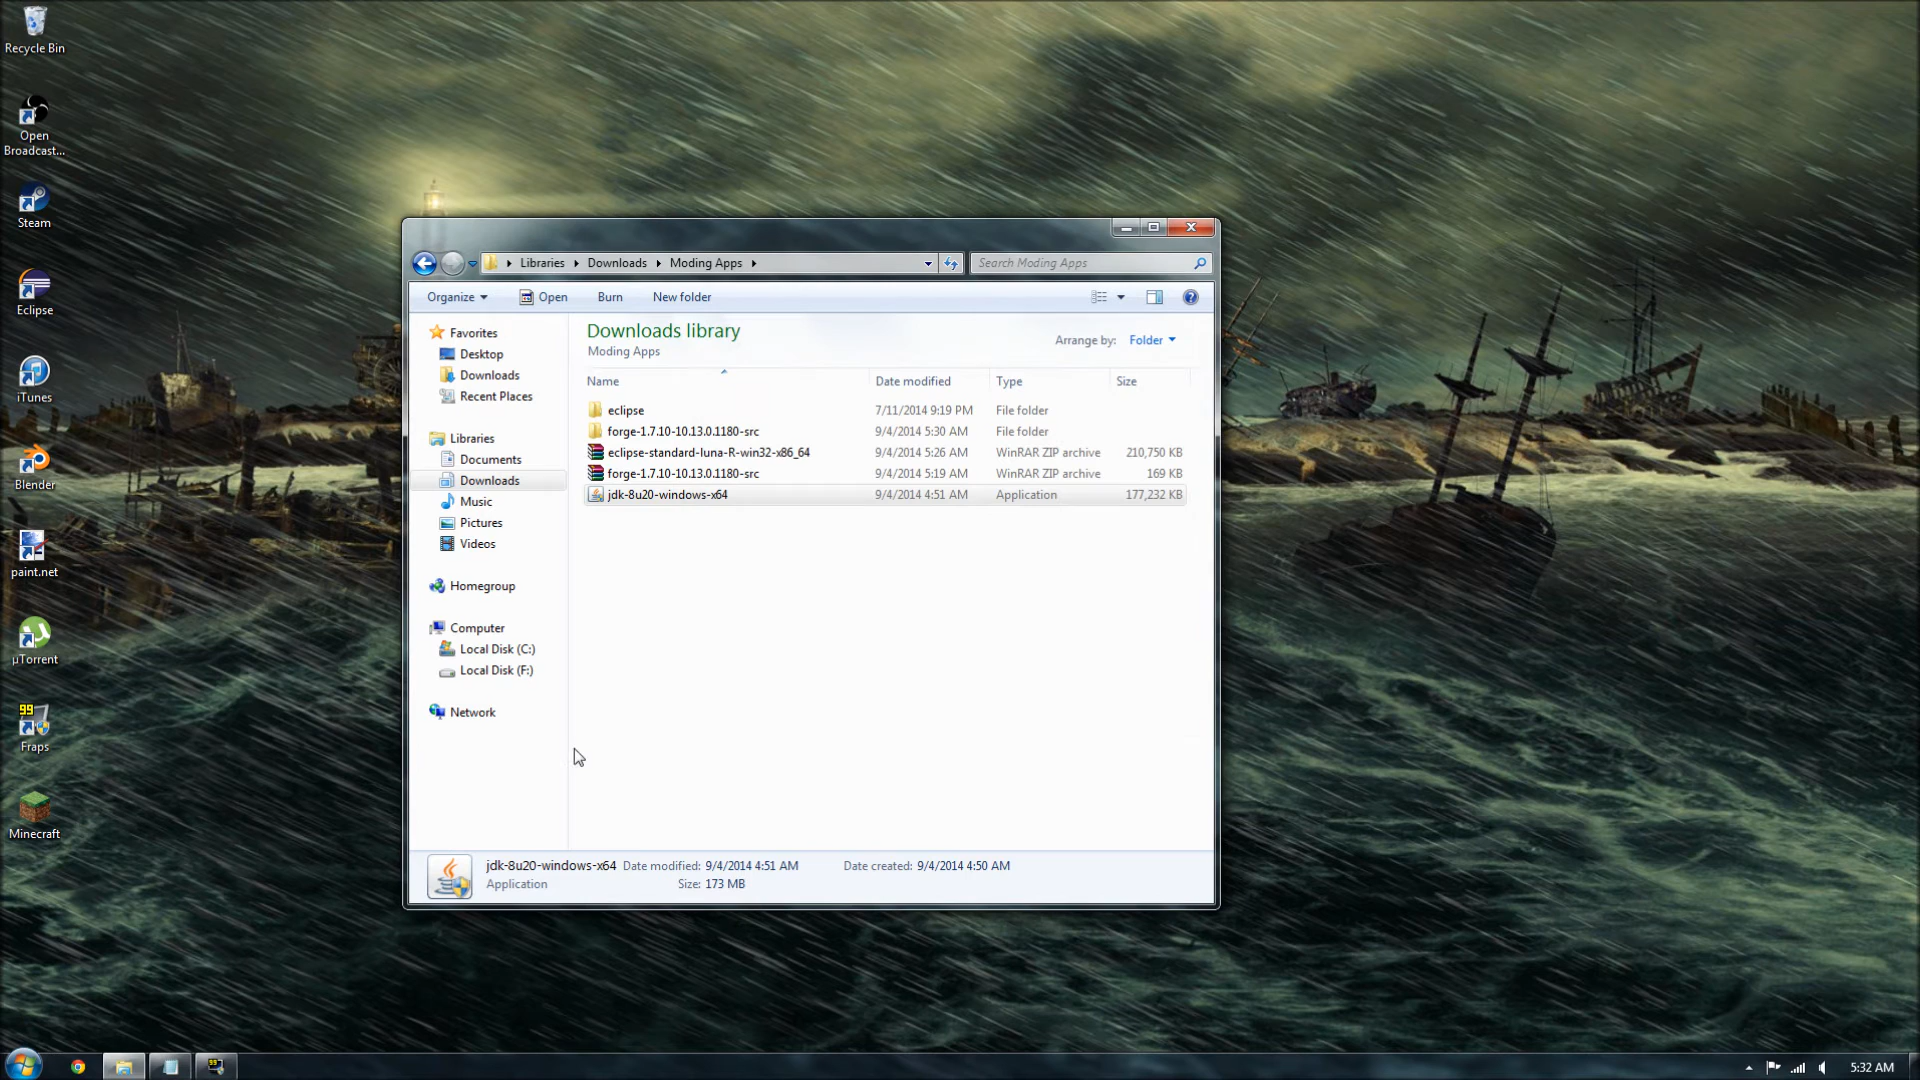 Recycle Bin
Open
Broadcast...
Steam
Eclipse
iTunes
Blender
paint.net
µTorrent
99
Fraps
Minecraft
Libraries Downloads Moding Apps
Search Moding Apps
Organize Open Burn New folder
Favorites
Desktop
Downloads
Recent Places
Libraries
Documents
Downloads
Music
Pictures
Videos
Homegroup
Computer
Local Disk (C:)
Local Disk (F:)
Network
Downloads library
Moding Apps
Arrange by: Folder
Name Date modified Type Size
eclipse 7/11/2014 9:19 PM File folder
forge-1.7.10-10.13.0.1180-src 9/4/2014 5:30 AM File folder
eclipse-standard-luna-R-win32-x86_64 9/4/2014 5:26 AM WinRAR ZIP archive 210,750 KB
forge-1.7.10-10.13.0.1180-src 9/4/2014 5:19 AM WinRAR ZIP archive 169 KB
jdk-8u20-windows-x64 9/4/2014 4:51 AM Application 177,232 KB
jdk-8u20-windows-x64 Date modified: 9/4/2014 4:51 AM Date created: 9/4/2014 4:50 AM
Application Size: 173 MB
99
5:32 AM